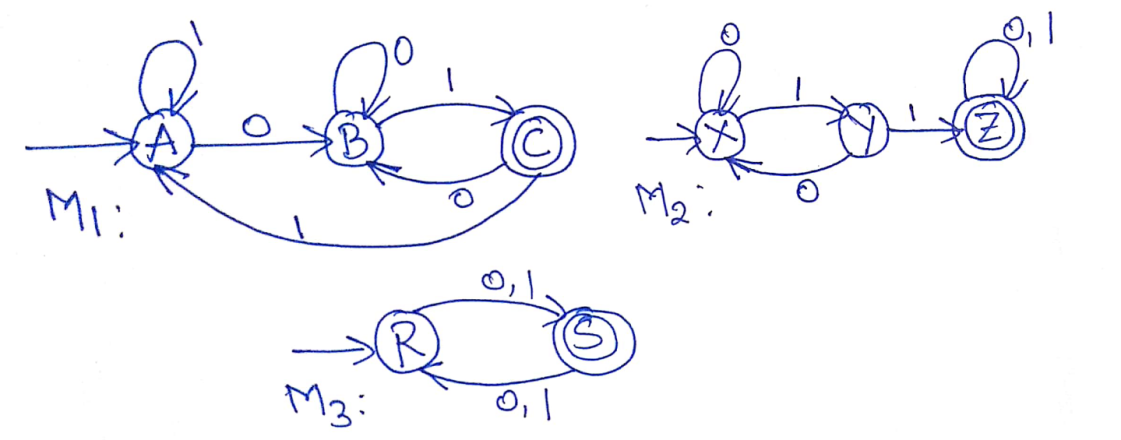 1 0 0 0,1
0 1 1 1
A B C X Y Z
0 0
M1: 1 M2:
0,1
R S
M3: 0,1